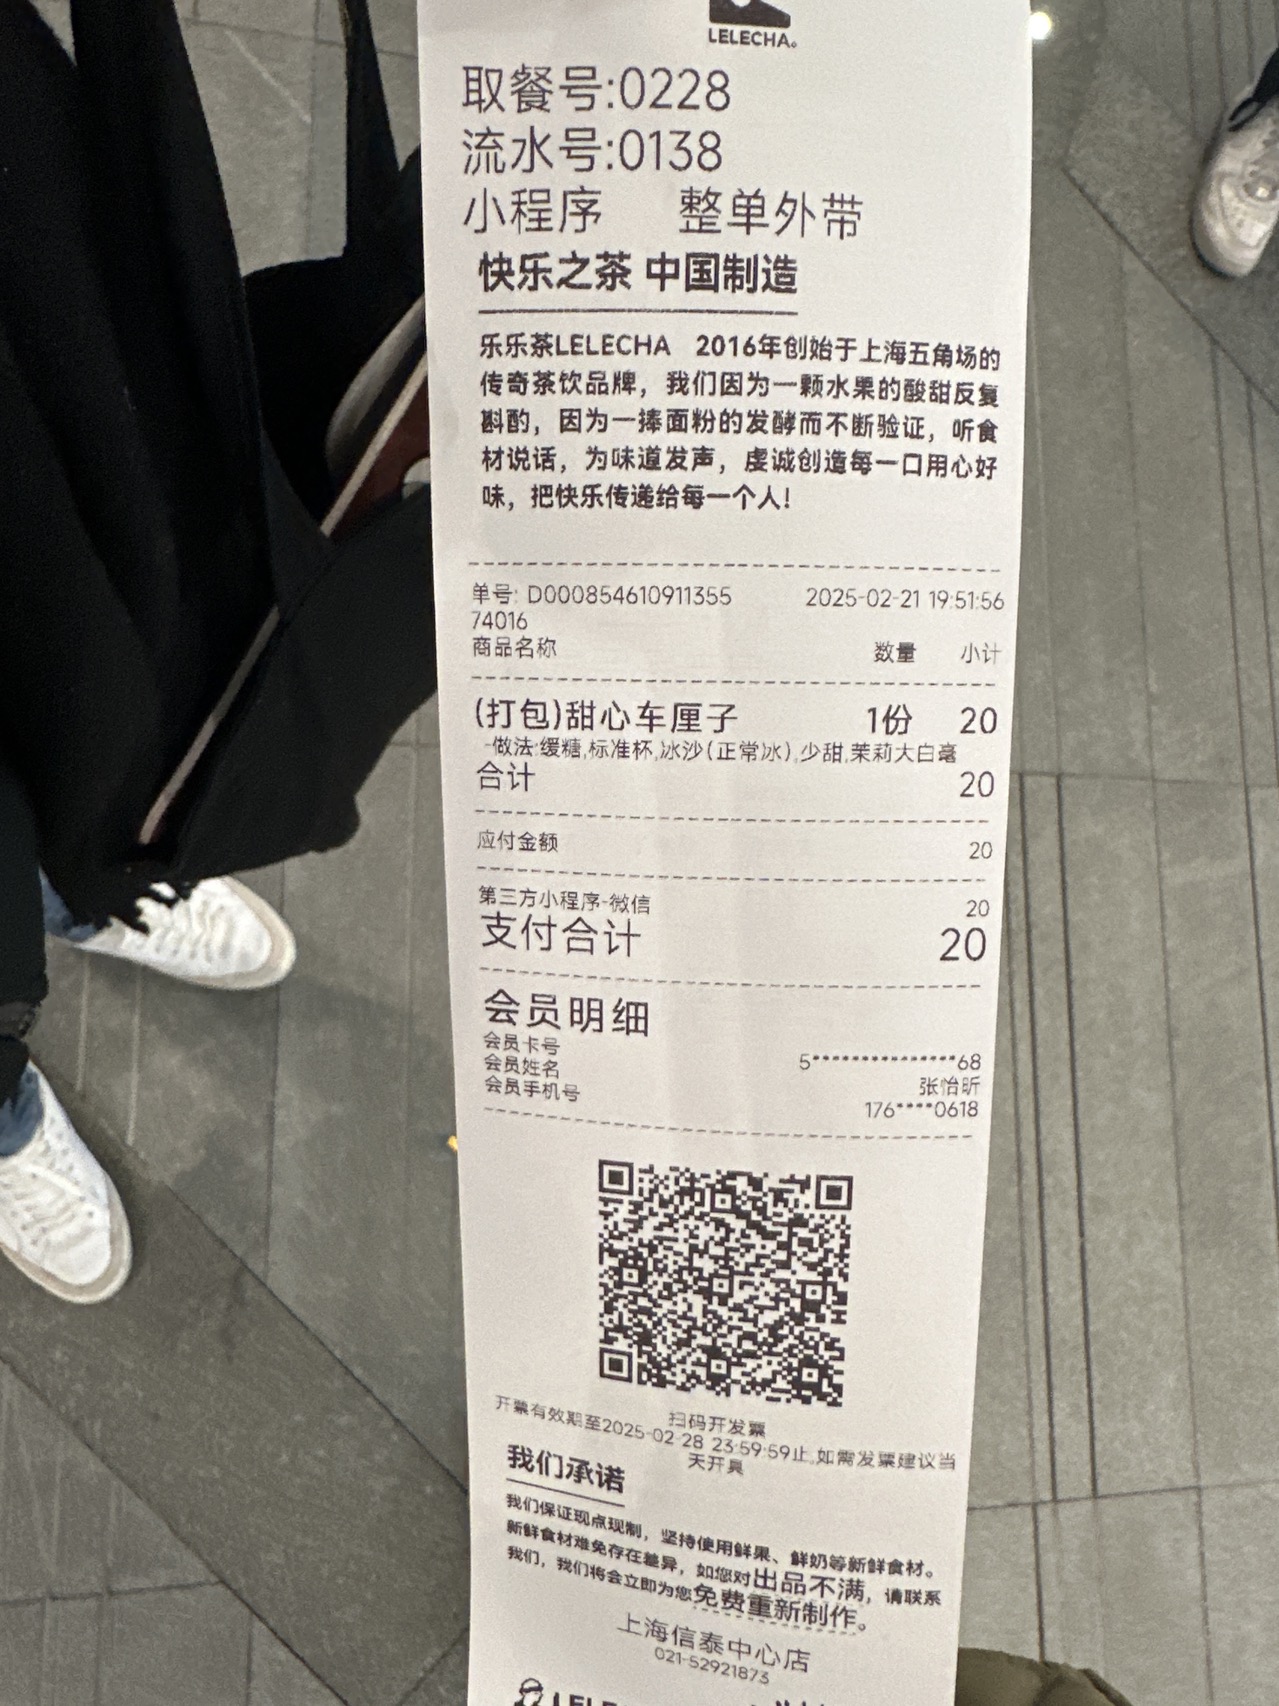 LELECHA
取餐号:0228
流水号:0138
小程序 整单外带
快乐之茶 中国制造
乐乐茶LELECHA 2016年创始于上海五角场的
传奇茶饮品牌，我们因为一颗水果的酸甜反复
斟酌，因为一捧面粉的发酵而不断验证，听食
材说话，为味道发声，虔诚创造每一口用心好
味，把快乐传递给每一个人!
单号: D000854610911355 2025-02-21 19:51:56
74016
商品名称 数量 小计
(打包)甜心车厘子 1份 20
-做法:缓糖,标准杯,冰沙(正常冰),少甜,茉莉大白毫
合计 20
应付金额 20
第三方小程序-微信 20
支付合计 20
会员明细
会员卡号 5****************68
会员姓名 张怡昕
会员手机号 176****0618
扫码开发票
开票有效期至2025-02-28 23:59:59止,如需发票建议当
天开具
我们承诺
我们保证现点现制，坚持使用鲜果、鲜奶等新鲜食材。
新鲜食材难免存在差异，如您对出品不满，请联系
我们，我们将会立即为您免费重新制作。
上海信泰中心店
021-52921873